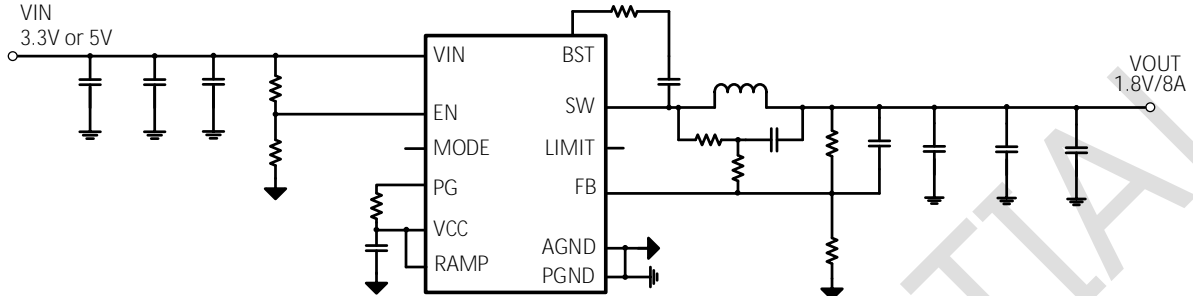 VIN
3.3V or 5V
VIN
BST
EN
SW
MODE
LIMIT
PG
FB
VCC
RAMP
AGND
PGND
VOUT
1.8V/8A
TIAL